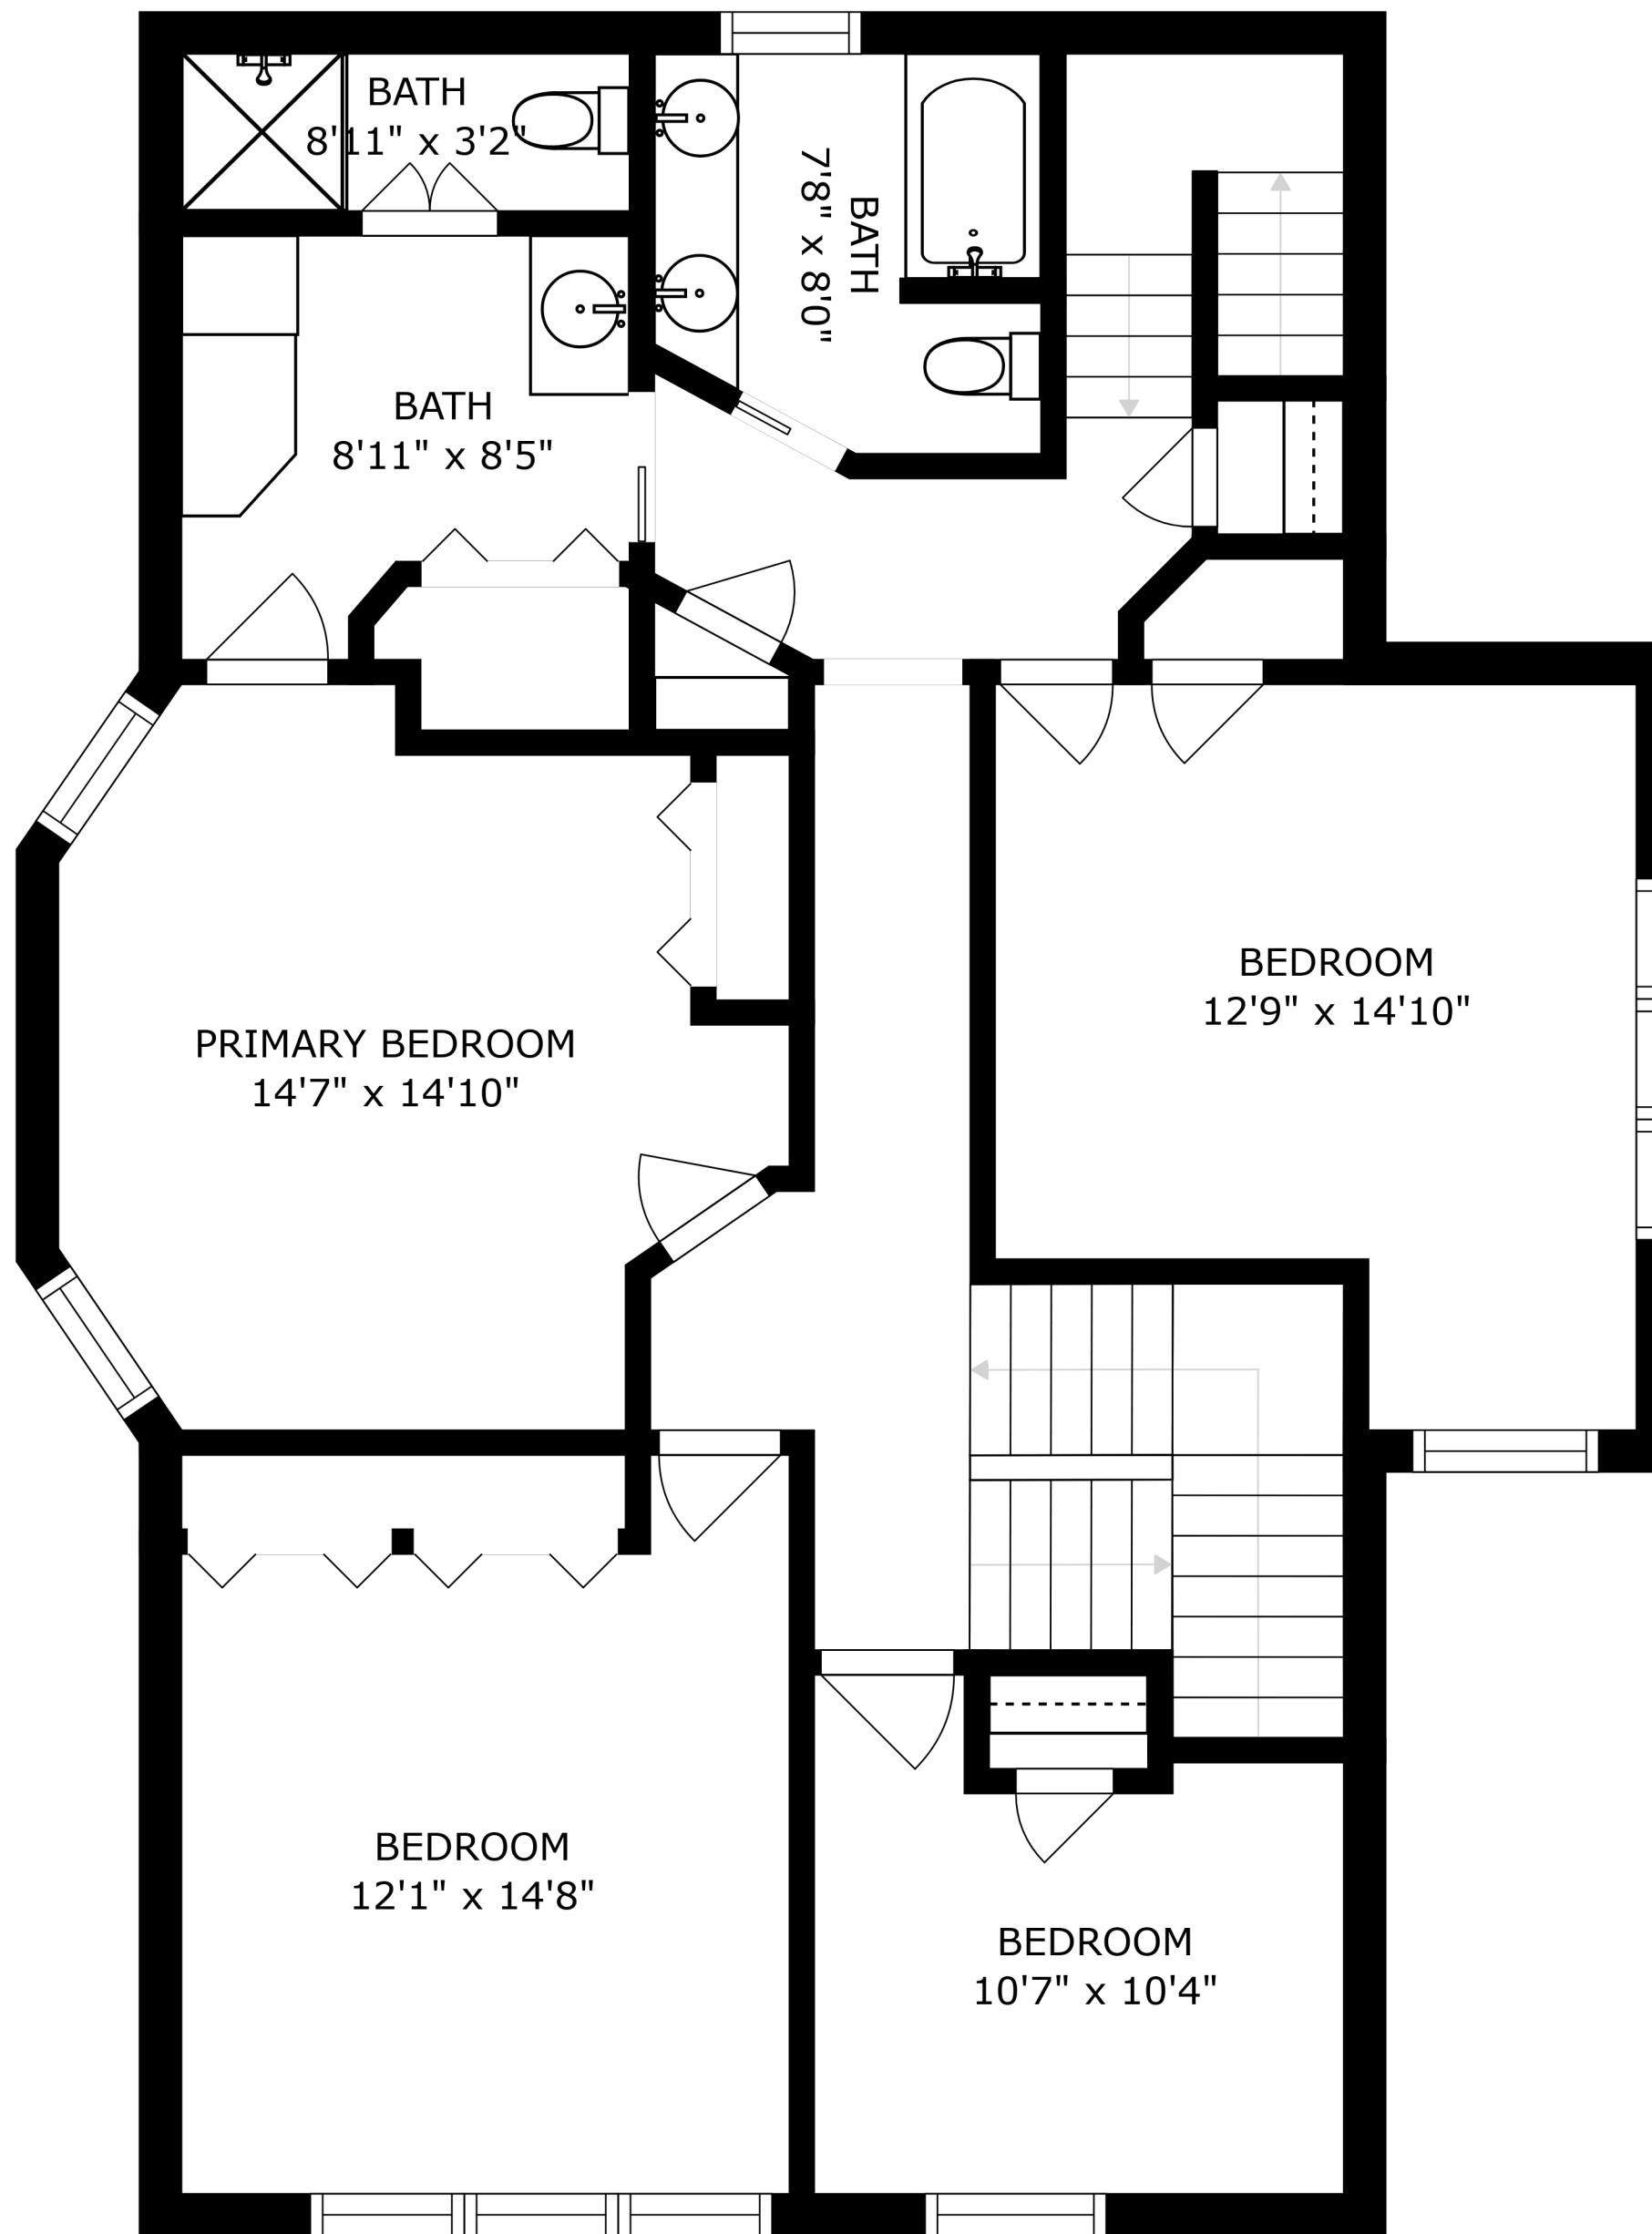 BATH
8'11" x 3'2"
BATH
7'8" x 8'0"
BATH
8'11" x 8'5"
BEDROOM
12'9" x 14'10"
PRIMARY BEDROOM
14'7" x 14'10"
BEDROOM
12'1" x 14'8"
BEDROOM
10'7" x 10'4"